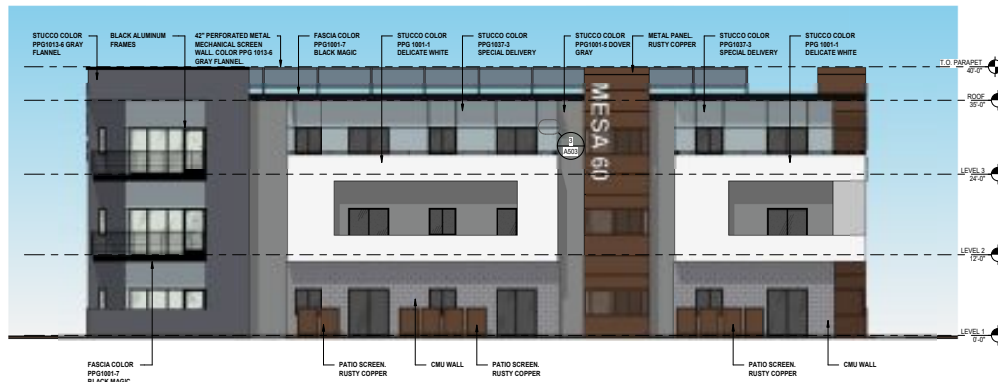 STUCCO COLOR
PPG1013-6 GRAY
FLANNEL
BLACK ALUMINUM
FRAMES
42" PERFORATED METAL
MECHANICAL SCREEN
WALL. COLOR PPG 1013-6
GRAY FLANNEL.
FASCIA COLOR
PPG1001-7
BLACK MAGIC
STUCCO COLOR
PPG 1001-1
DELICATE WHITE
STUCCO COLOR
PPG1037-3
SPECIAL DELIVERY
STUCCO COLOR
PPG1001-5 DOVER
GRAY
METAL PANEL.
RUSTY COPPER
STUCCO COLOR
PPG1037-3
SPECIAL DELIVERY
STUCCO COLOR
PPG 1001-1
DELICATE WHITE
T.O. PARAPET
40'-0"
ROOF
35'-0"
MESA 60
3
A503
LEVEL 3
24'-0"
LEVEL 2
12'-0"
LEVEL 1
0'-0"
FASCIA COLOR
PPG1001-7
BLACK MAGIC
PATIO SCREEN.
RUSTY COPPER
CMU WALL
PATIO SCREEN.
RUSTY COPPER
PATIO SCREEN.
RUSTY COPPER
CMU WALL